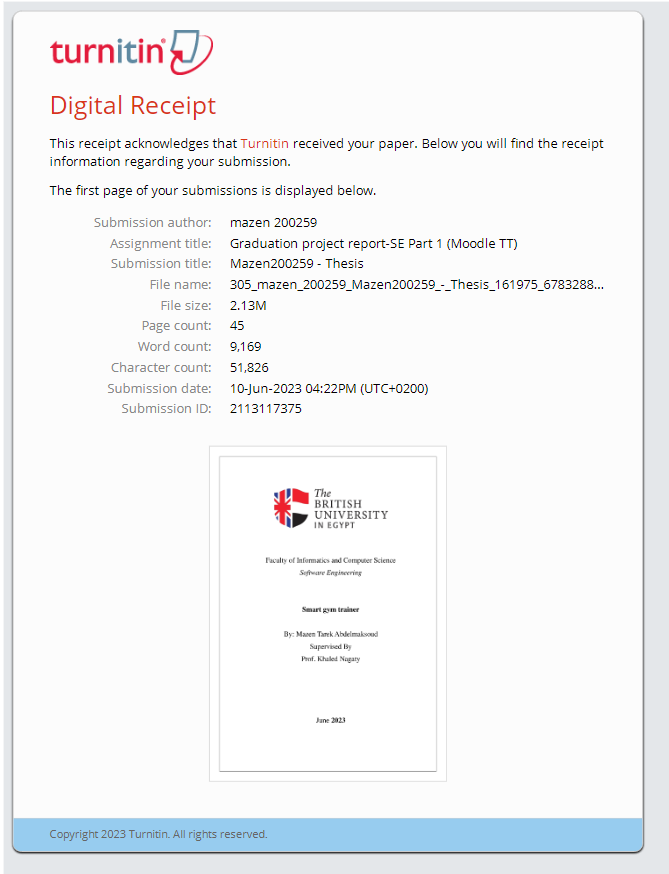 turnitin
Digital Receipt
This receipt acknowledges that Turnitin received your paper. Below you will find the receipt
information regarding your submission.
The first page of your submissions is displayed below.
Submission author: mazen 200259
Assignment title: Graduation project report-SE Part 1 (Moodle TT)
Submission title: Mazen200259 - Thesis
File name: 305_mazen_200259_Mazen200259_-_Thesis_161975_6783288...
File size: 2.13M
Page count: 45
Word count: 9,169
Character count: 51,826
Submission date: 10-Jun-2023 04:22PM (UTC+0200)
Submission ID: 2113117375
The
BRITISH
UNIVERSITY
IN EGYPT
Faculty of Informatics and Computer Science
Software Engineering
Smart gym trainer
By: Mazen Tarek Abdelmaksoud
Supervised By
Prof. Khaled Nagaty
June 2023
Copyright 2023 Turnitin. All rights reserved.